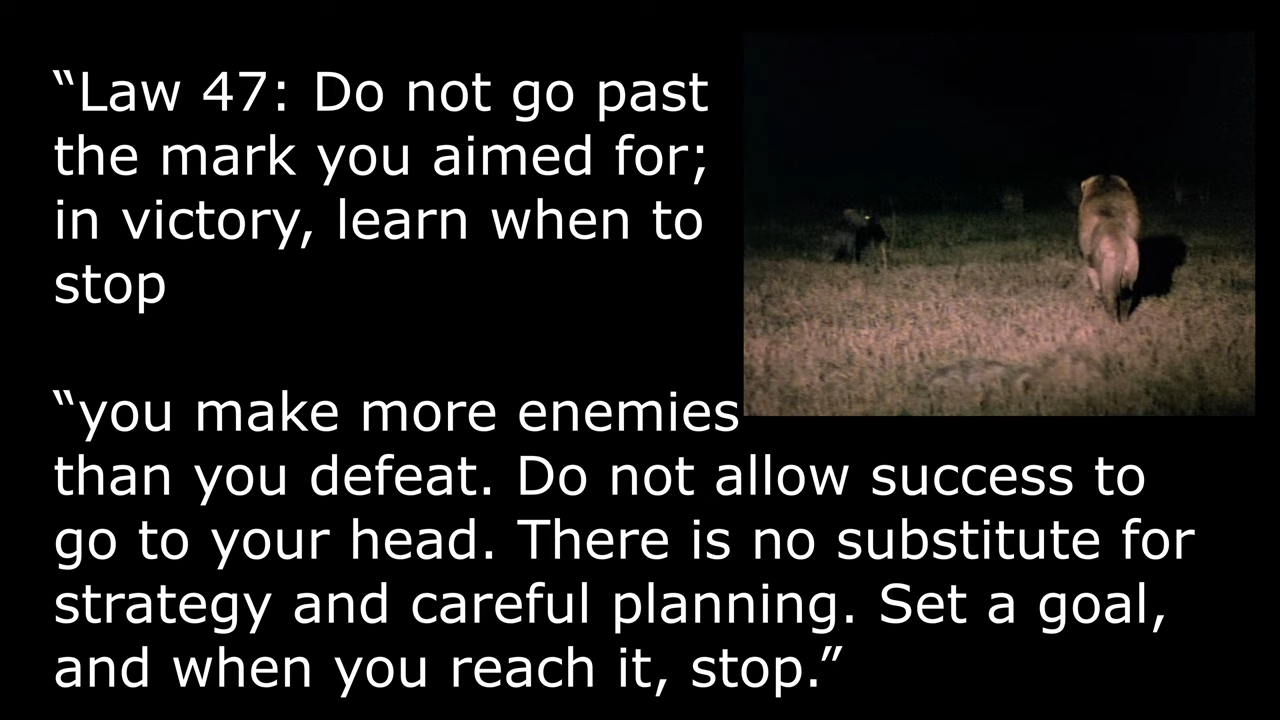 “Law 47: Do not go past
the mark you aimed for;
in victory, learn when to
stop
“you make more enemies
than you defeat. Do not allow success to
go to your head. There is no substitute for
strategy and careful planning. Set a goal,
and when you reach it, stop.”